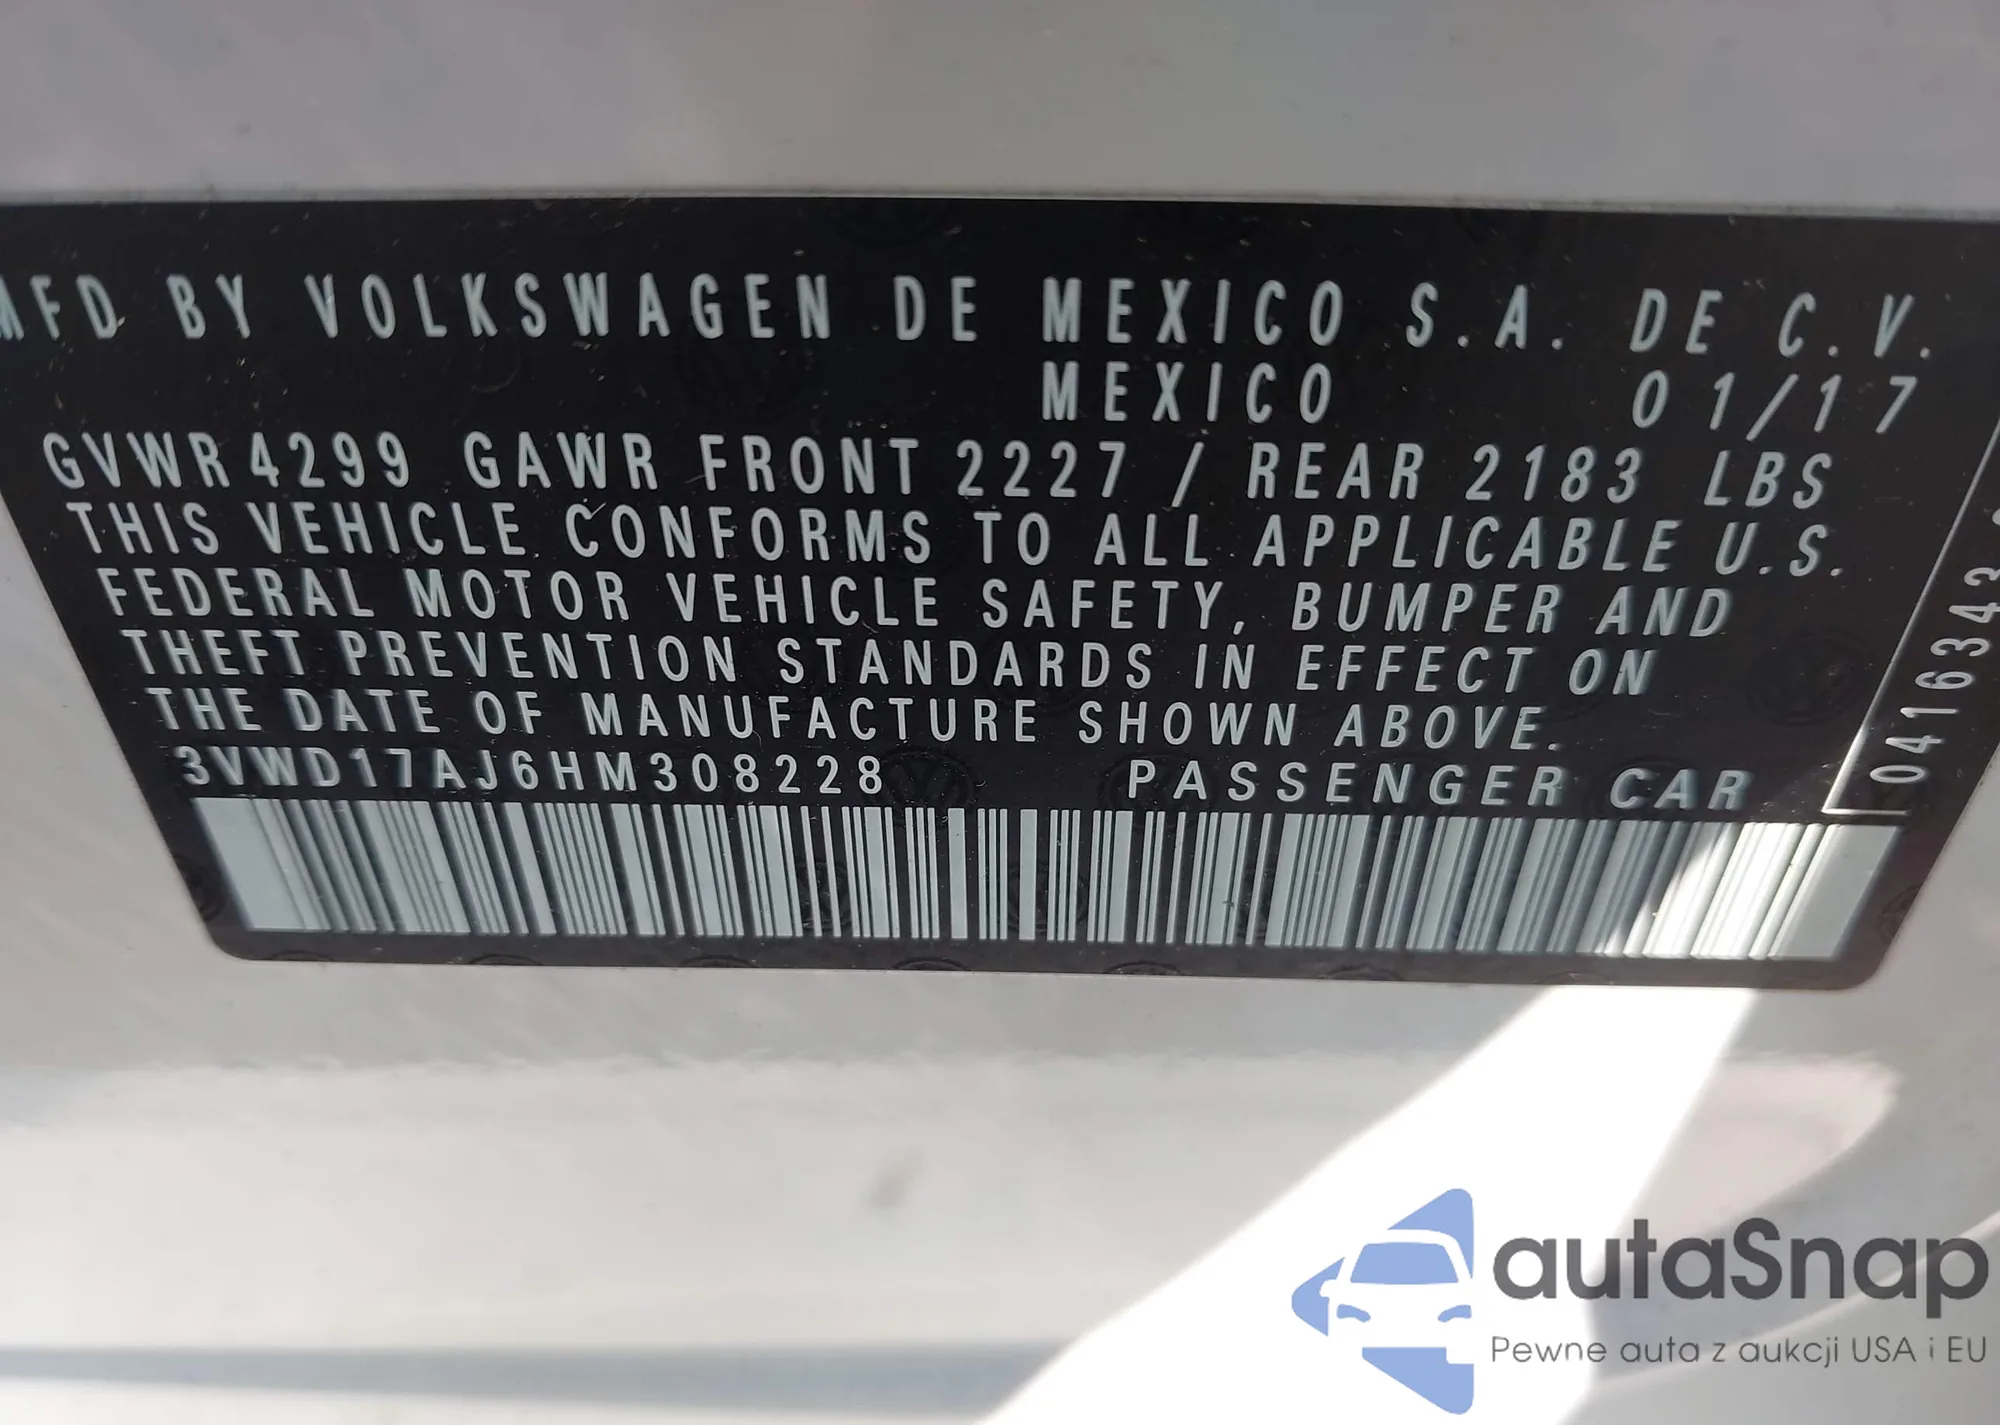 MFD. BY VOLKSWAGEN DE MEXICO S.A. DE C.V.
MEXICO 01/17
GVWR 4299 GAWR FRONT 2227 / REAR 2183 LBS
THIS VEHICLE CONFORMS TO ALL APPLICABLE U.S.
FEDERAL MOTOR VEHICLE SAFETY, BUMPER AND
THEFT PREVENTION STANDARDS IN EFFECT ON
THE DATE OF MANUFACTURE SHOWN ABOVE.
3VWD17AJ6HM308228 PASSENGER CAR
autaSnap
Pewne auta z aukcji USA i EU